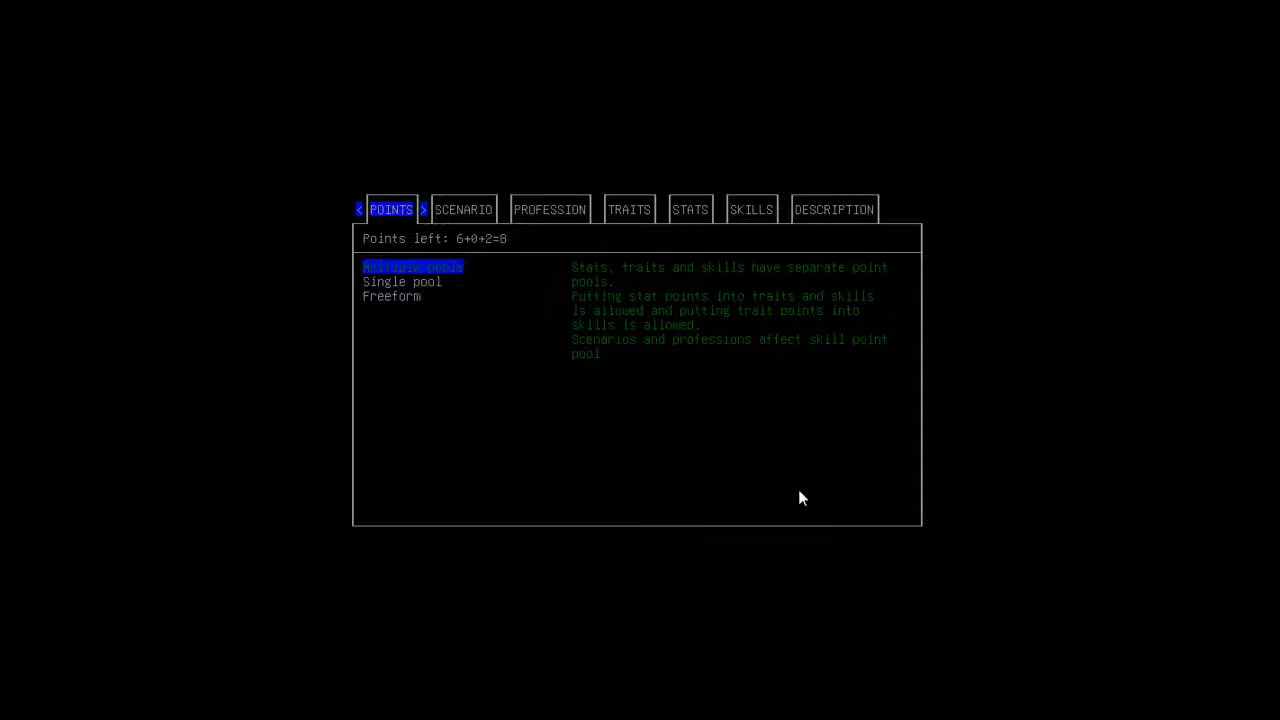 < POINTS > SCENARIO PROFESSION TRAITS STATS SKILLS DESCRIPTION
Points left: 6+0+2=8
Multiple pools
Single pool
Freeform
Stats, traits and skills have separate point
pools.
Putting stat points into traits and skills
is allowed and putting trait points into
skills is allowed.
Scenarios and professions affect skill point
pool